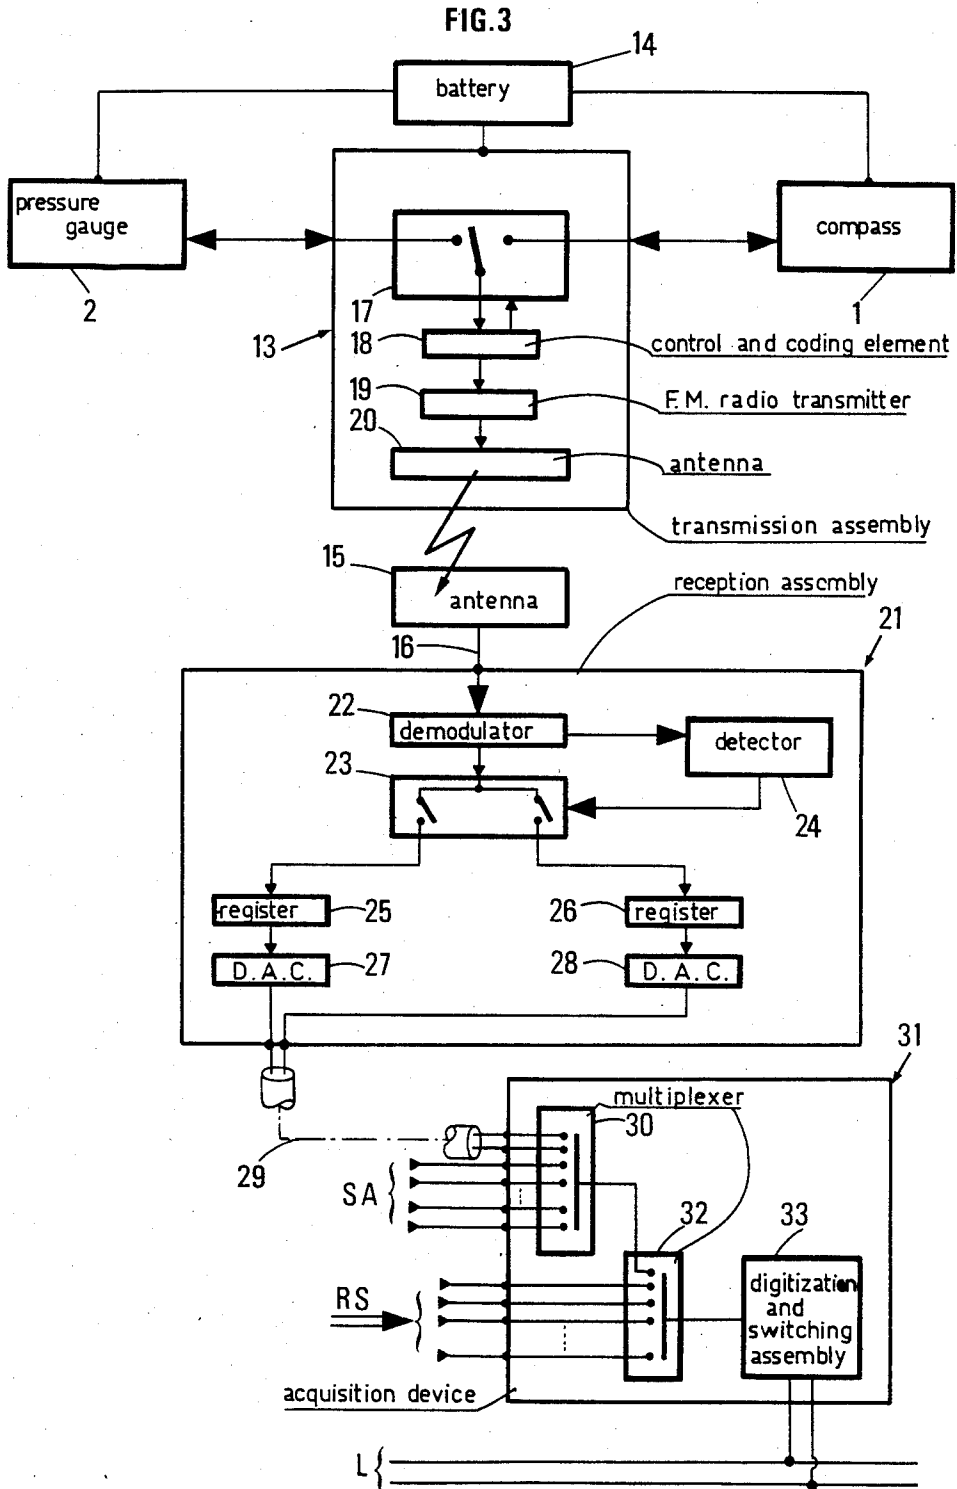 FIG.3
14
battery
pressure
gauge
compass
2
17
1
13
18
control and coding element
19
F.M. radio transmitter
20
antenna
transmission assembly
15
antenna
reception assembly
16
21
22
demodulator
detector
23
24
register
25
26
register
D.A.C.
27
28
D.A.C.
31
multiplexer
30
29
SA
32
33
RS
digitization
and
switching
assembly
acquisition device
L